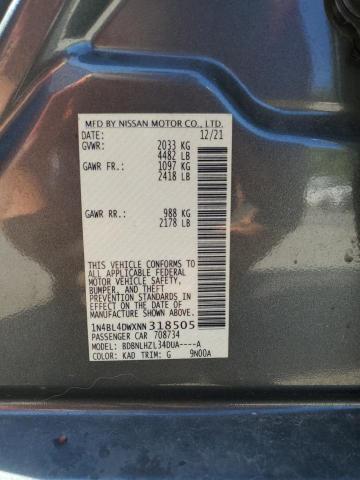 MFD BY NISSAN MOTOR CO., LTD.
DATE: 12/21
GVWR: 2033 KG
4482 LB
GAWR FR.: 1097 KG
2418 LB
GAWR RR.: 988 KG
2178 LB
THIS VEHICLE CONFORMS TO
ALL APPLICABLE FEDERAL
MOTOR VEHICLE SAFETY,
BUMPER, AND THEFT
PREVENTION STANDARDS
IN EFFECT ON THE DATE OF
MANUFACTURE SHOWN ABOVE.
1N4BL4DWXNN318505
PASSENGER CAR 708734
MODEL: BDBNLHZL34DUA----A
COLOR: KAD TRIM: G 9N00A